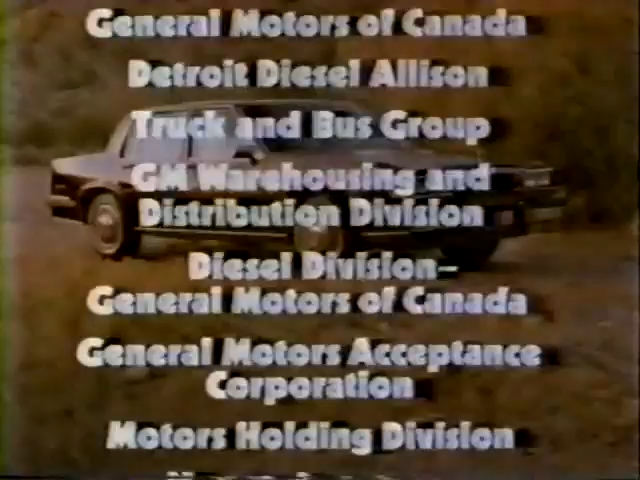 General Motors of Canada
Detroit Diesel Allison
Truck and Bus Group
GM Warehousing and
Distribution Division
Diesel Division—
General Motors of Canada
General Motors Acceptance
Corporation
Motors Holding Division